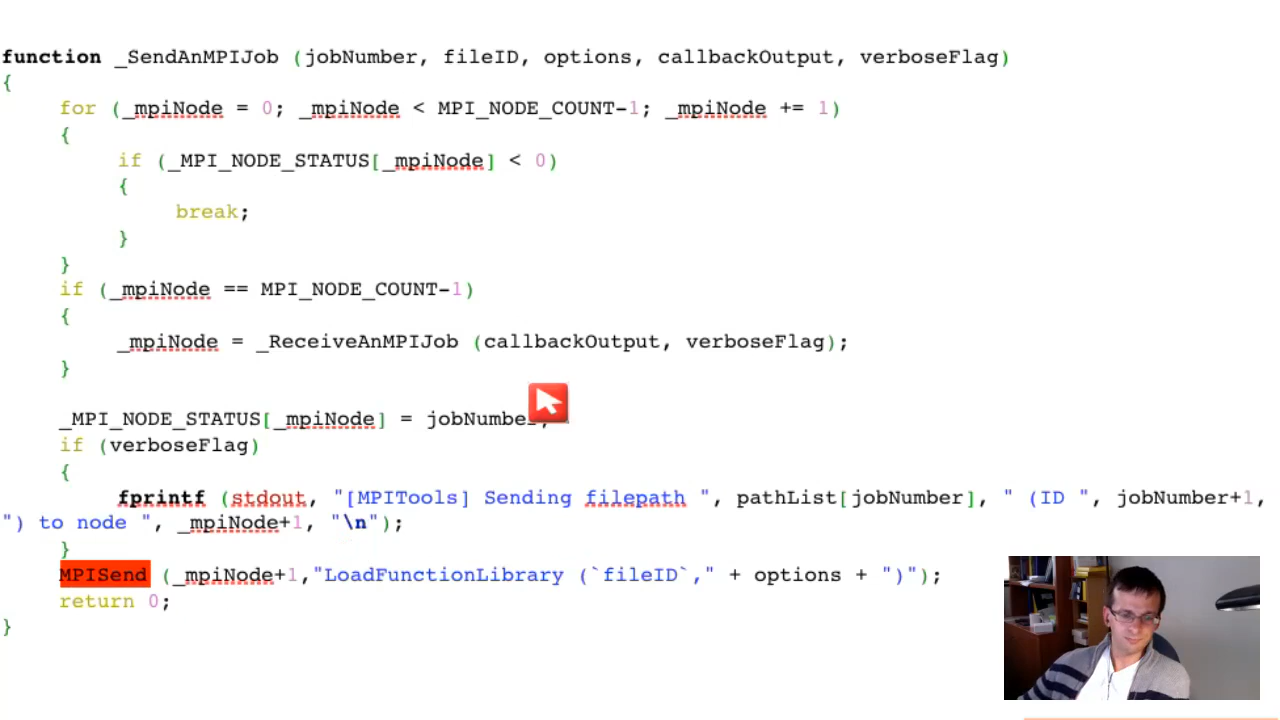 function _SendAnMPIJob (jobNumber, fileID, options, callbackOutput, verboseFlag)
{
for (_mpiNode = 0; _mpiNode < MPI_NODE_COUNT-1; _mpiNode += 1)
{
if (_MPI_NODE_STATUS[_mpiNode] < 0)
{
break;
}
}
if (_mpiNode == MPI_NODE_COUNT-1)
{
_mpiNode = _ReceiveAnMPIJob (callbackOutput, verboseFlag);
}
_MPI_NODE_STATUS[_mpiNode] = jobNumber;
if (verboseFlag)
{
fprintf (stdout, "[MPITools] Sending filepath ", pathList[jobNumber], " (ID ", jobNumber+1,
") to node ", _mpiNode+1, "\n");
}
MPISend (_mpiNode+1,"LoadFunctionLibrary (`fileID`," + options + ")");
return 0;
}